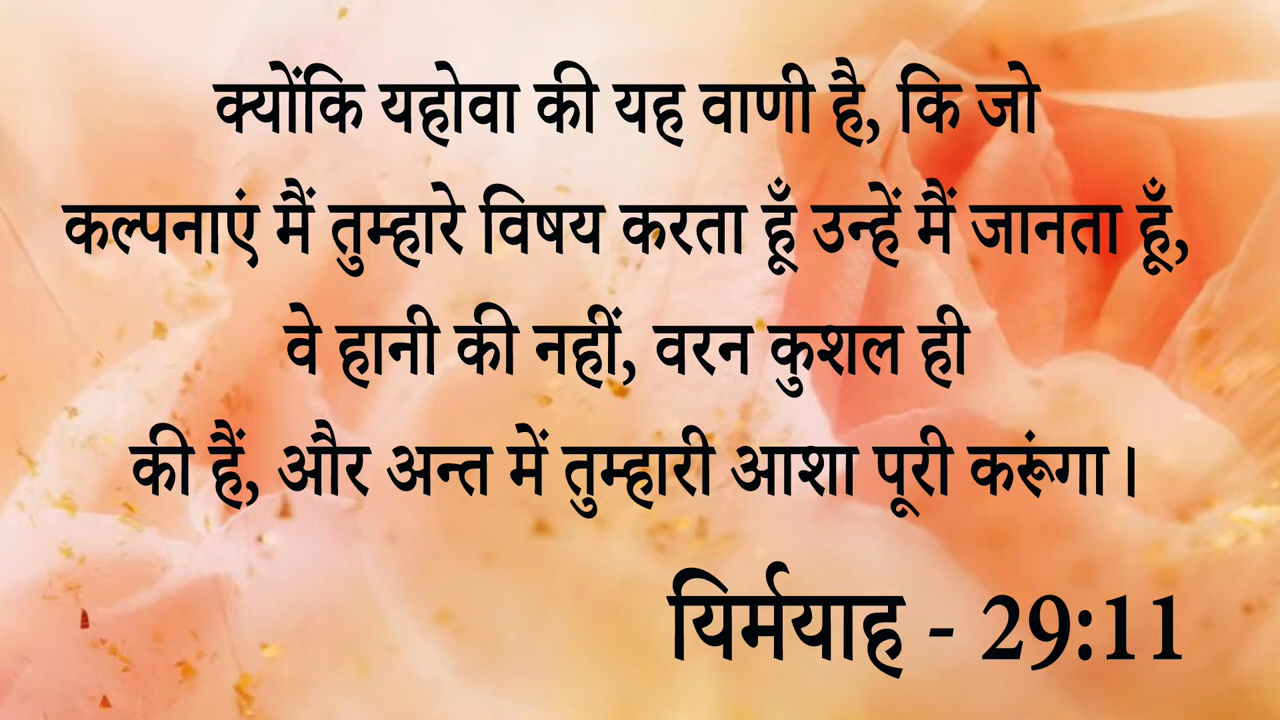 क्योंकि यहोवा की यह वाणी है, कि जो
कल्पनाएं मैं तुम्हारे विषय करता हूँ उन्हें मैं जानता हूँ,
वे हानी की नहीं, वरन कुशल ही
की हैं, और अन्त में तुम्हारी आशा पूरी करूंगा।
यिर्मयाह - 29:11